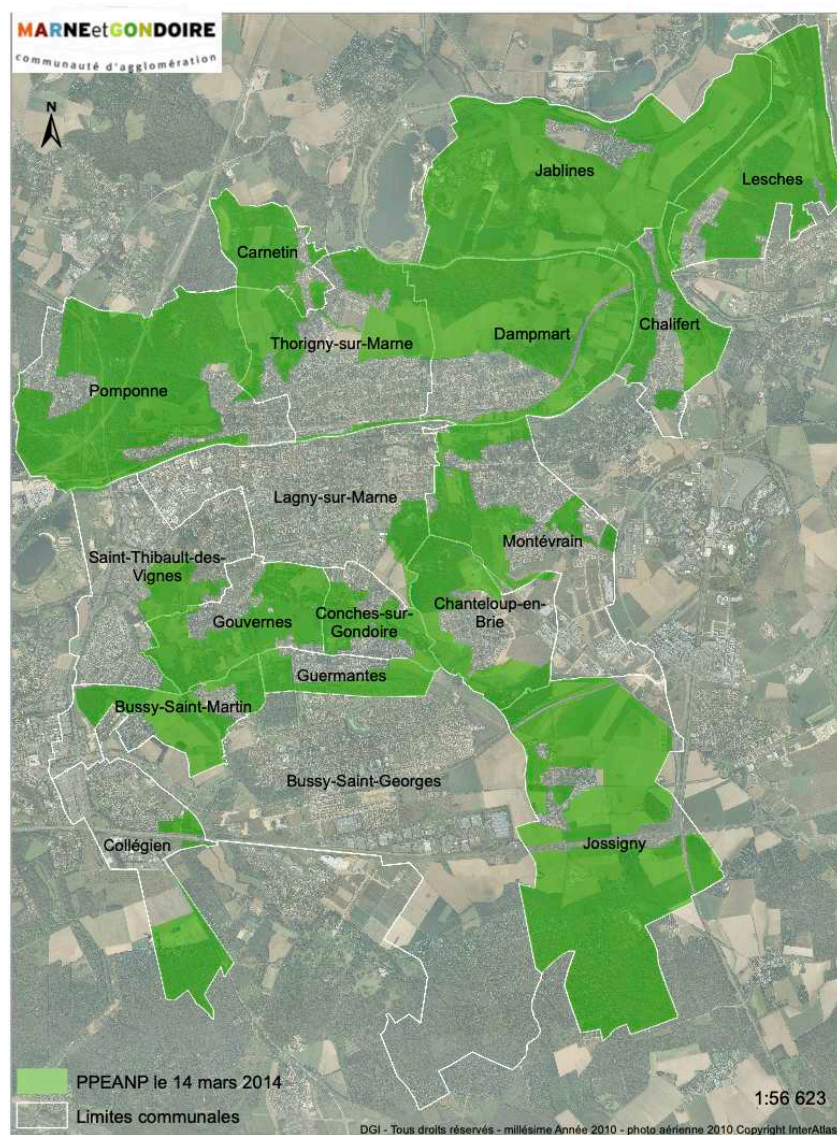 MARNEetGONDOIRE
communauté d'agglomération
N
Jablines
Lesches
Carnetin
Thorigny-sur-Marne
Dampmart
Chalifert
Pomponne
Lagny-sur-Marne
Montévrain
Saint-Thibault-des-
Vignes
Gouvernes
Conches-sur-
Gondoire
Chanteloup-en-
Brie
Guermantes
Bussy-Saint-Martin
Bussy-Saint-Georges
Collégien
Jossigny
PPEANP le 14 mars 2014
Limites communales
1:56 623
DGI - Tous droits réservés - millésime Année 2010 - photo aérienne 2010 Copyright InterAtlas